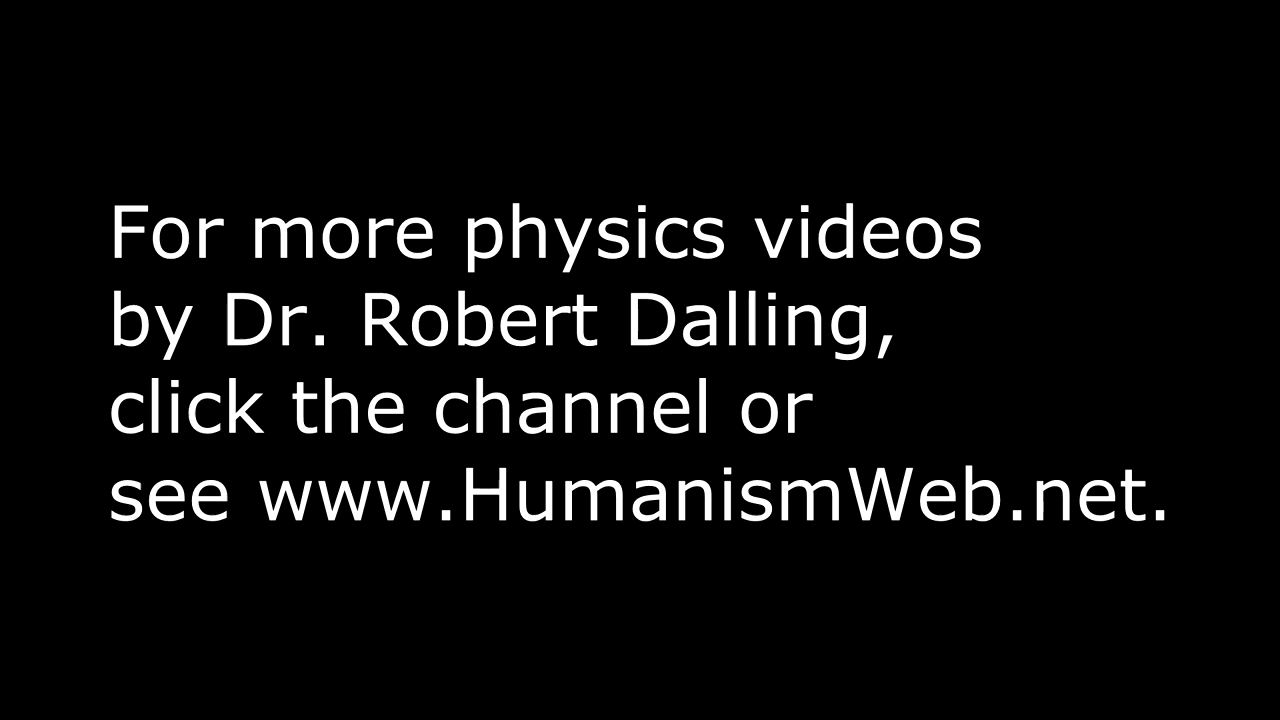 For more physics videos
by Dr. Robert Dalling,
click the channel or
see www.HumanismWeb.net.